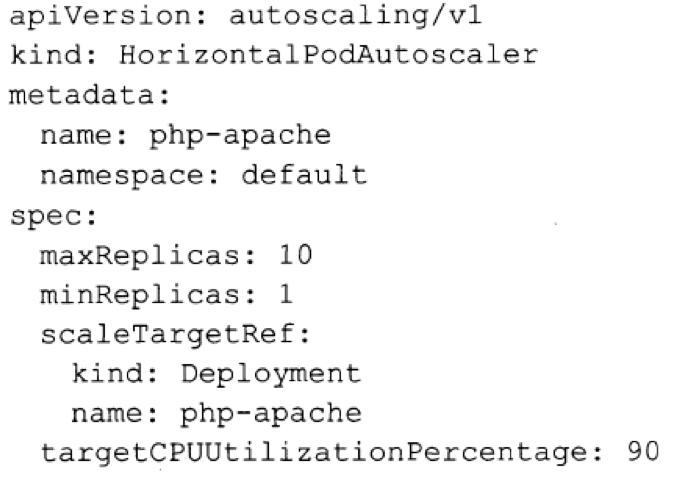 apiVersion: autoscaling/v1
kind: HorizontalPodAutoscaler
metadata:
  name: php-apache
  namespace: default
spec:
  maxReplicas: 10
  minReplicas: 1
  scaleTargetRef:
    kind: Deployment
    name: php-apache
  targetCPUUtilizationPercentage: 90